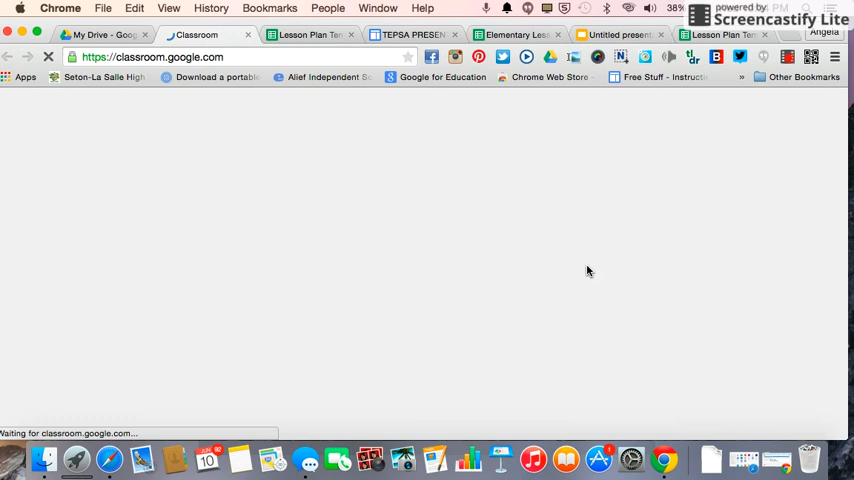 Chrome File Edit View History Bookmarks People Window Help 38%
powered by
Screencastify Lite
My Drive - Goog Classroom Lesson Plan Ten TEPSA PRESEN Elementary Less Untitled present Lesson Plan Tem Angela
https://classroom.google.com
Apps Seton-La Salle High Download a portable Alief Independent Sc Google for Education Chrome Web Store - Free Stuff - Instructi » Other Bookmarks
Waiting for classroom.google.com...
JUN 92 1
10